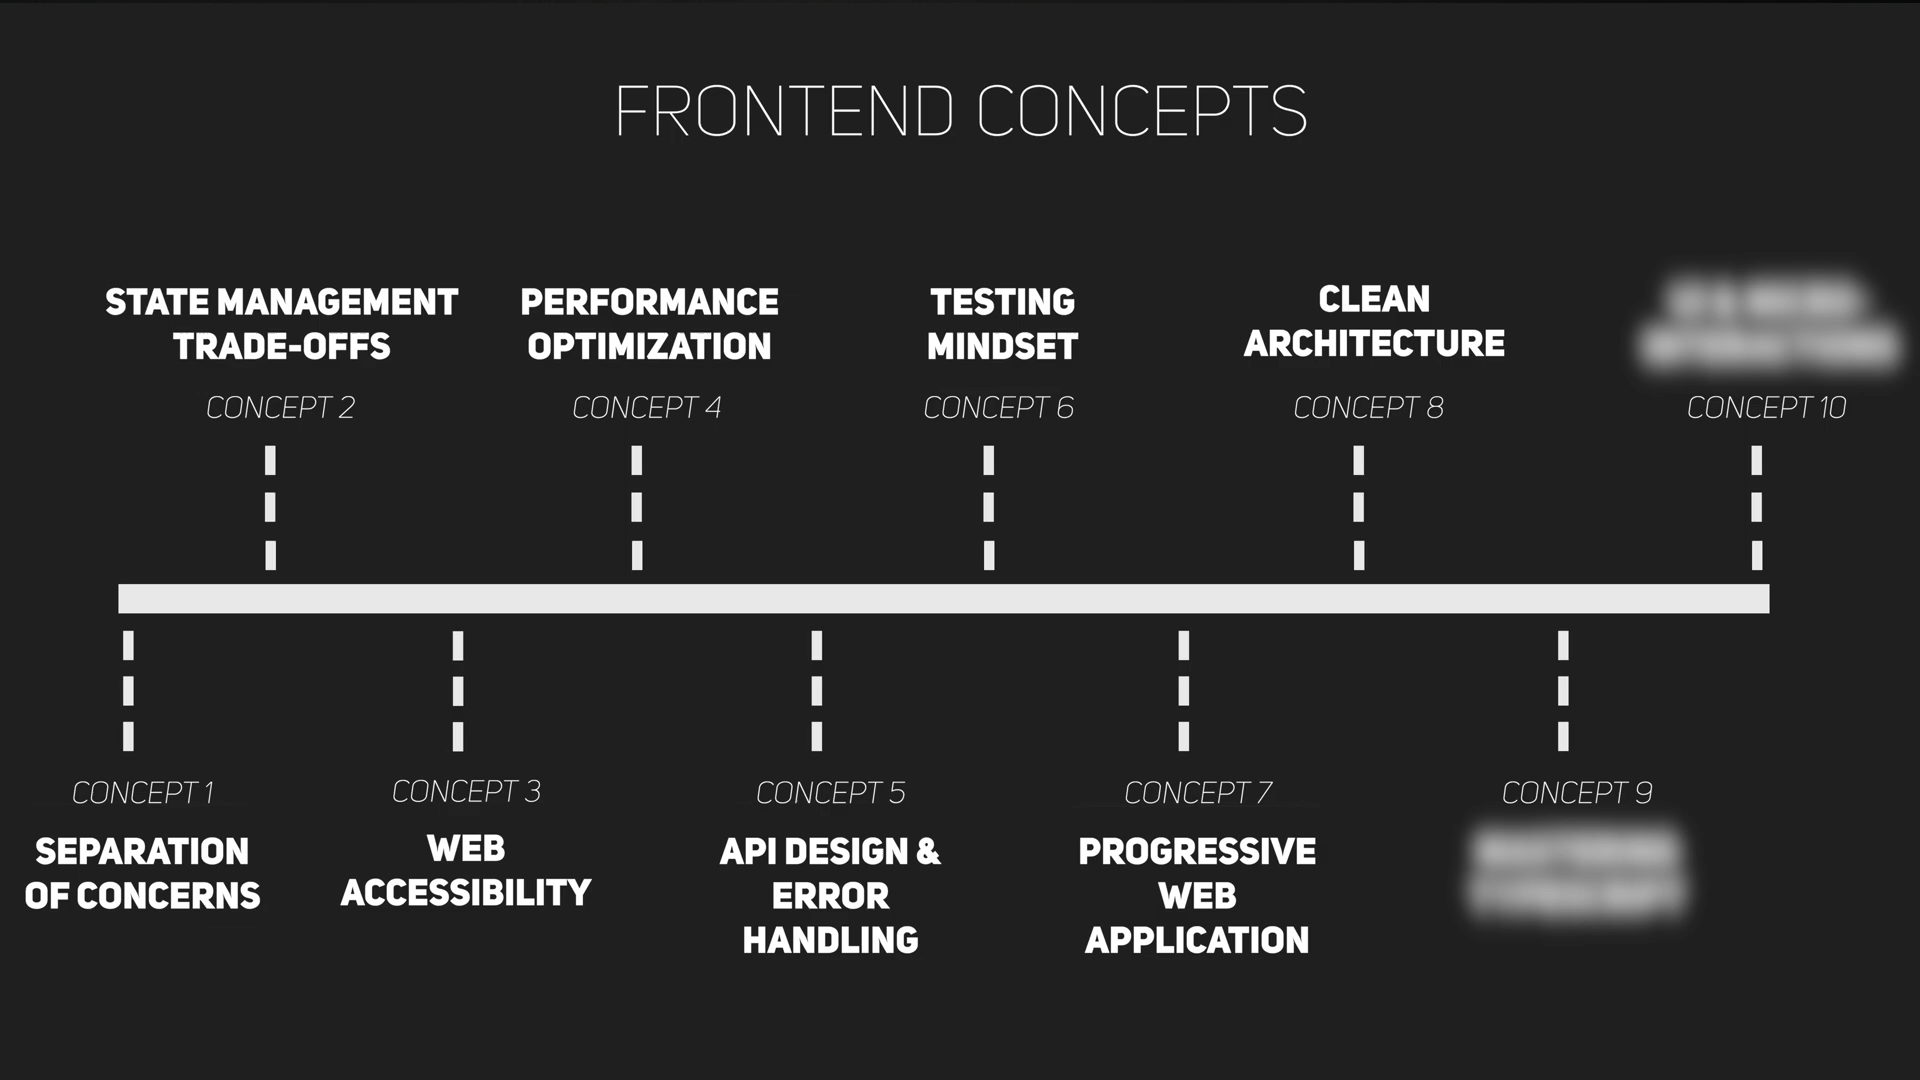 FRONTEND CONCEPTS
STATE MANAGEMENT
TRADE-OFFS
CONCEPT 2
PERFORMANCE
OPTIMIZATION
CONCEPT 4
TESTING
MINDSET
CONCEPT 6
CLEAN
ARCHITECTURE
CONCEPT 8
CONCEPT 10
CONCEPT 1
SEPARATION
OF CONCERNS
CONCEPT 3
WEB
ACCESSIBILITY
CONCEPT 5
API DESIGN &
ERROR
HANDLING
CONCEPT 7
PROGRESSIVE
WEB
APPLICATION
CONCEPT 9